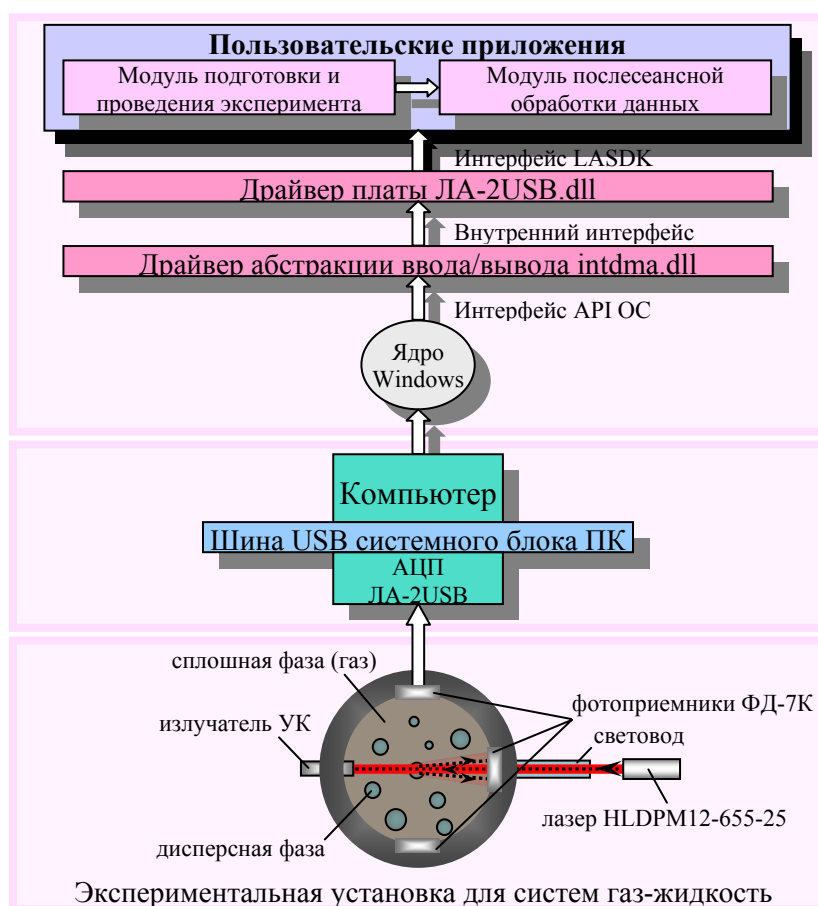 Пользовательские приложения
Модуль подготовки и
проведения эксперимента
Модуль послесеансной
обработки данных
Интерфейс LASDK
Драйвер платы ЛА-2USB.dll
Внутренний интерфейс
Драйвер абстракции ввода/вывода intdma.dll
Интерфейс API ОС
Ядро
Windows
Компьютер
Шина USB системного блока ПК
АЦП
ЛА-2USB
сплошная фаза (газ)
фотоприемники ФД-7К
излучатель УК
световод
лазер HLDPM12-655-25
дисперсная фаза
Экспериментальная установка для систем газ-жидкость